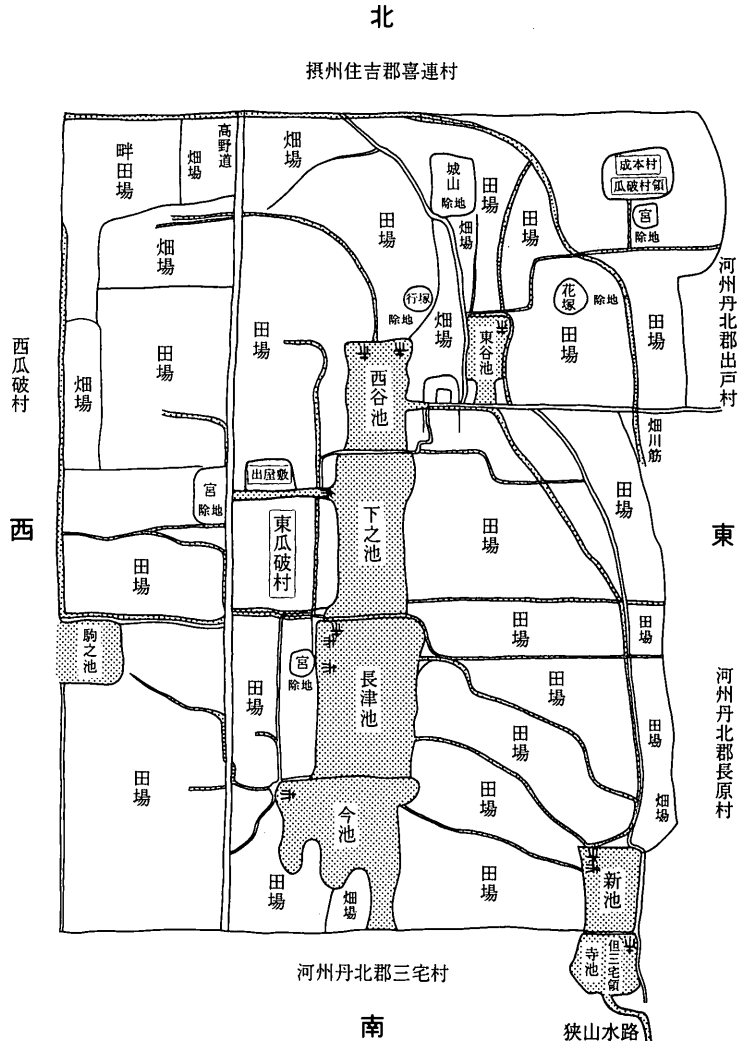 北
摂州住吉郡喜連村
畔田場
畑場
高野道
畑場
城山
除地
田場
成本村
瓜破村領
宮
除地
畑場
田場
畑場
田場
河州丹北郡出戸村
行塚
除地
畑場
花塚
除地
田場
田場
東谷池
西瓜破村
畑場
田場
田場
西谷池
畑川筋
宮
除地
出屋敷
田場
西
東瓜破村
下之池
田場
東
田場
駒之池
宮
除地
田場
長津池
田場
田場
田場
田場
田場
河州丹北郡長原村
田場
今池
田場
畑場
田場
畑場
田場
新池
寺池
但三宅領
河州丹北郡三宅村
南
狭山水路